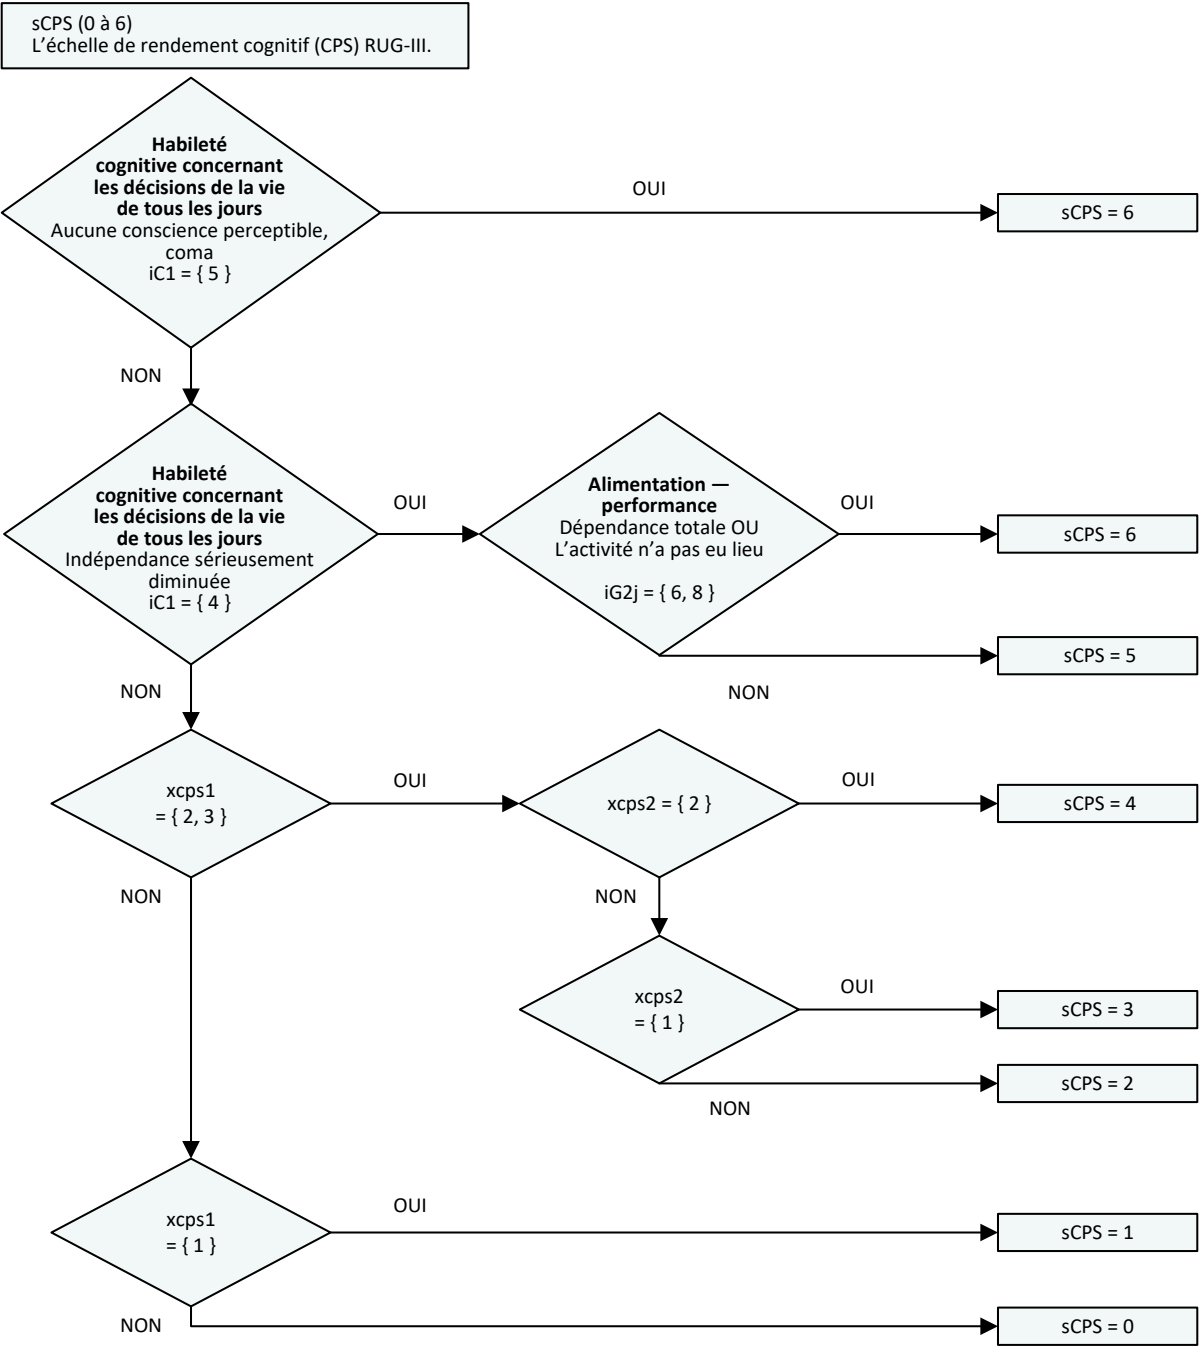 sCPS (0 à 6)
L’échelle de rendement cognitif (CPS) RUG-III.
Habileté
cognitive concernant
les décisions de la vie
de tous les jours
Aucune conscience perceptible,
coma
iC1 = { 5 }
OUI
sCPS = 6
NON
Habileté
cognitive concernant
les décisions de la vie
de tous les jours
Indépendance sérieusement
diminuée
iC1 = { 4 }
OUI
Alimentation —
performance
Dépendance totale OU
L’activité n’a pas eu lieu
iG2j = { 6, 8 }
OUI
sCPS = 6
NON
sCPS = 5
NON
xcps1
= { 2, 3 }
OUI
xcps2 = { 2 }
OUI
sCPS = 4
NON
NON
xcps2
= { 1 }
OUI
sCPS = 3
NON
sCPS = 2
xcps1
= { 1 }
OUI
sCPS = 1
NON
sCPS = 0